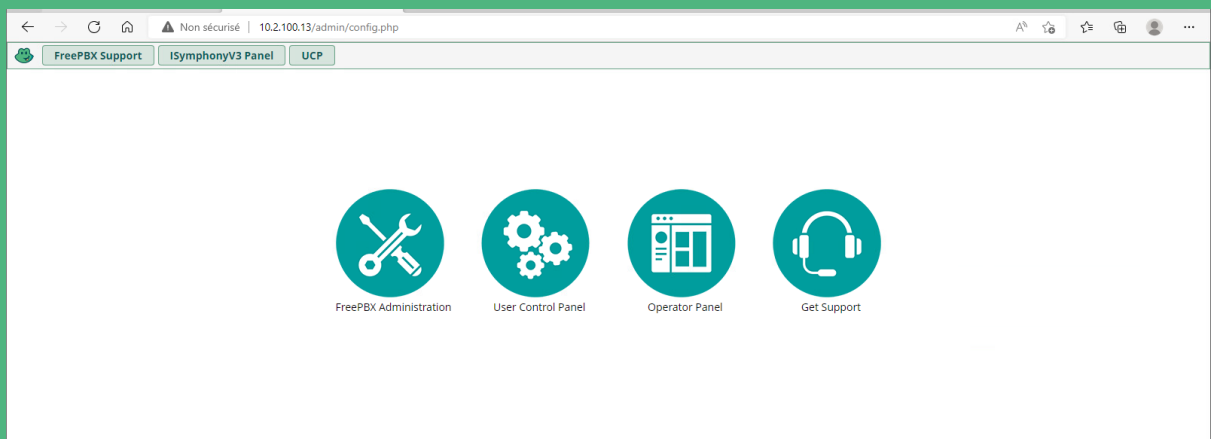 Non sécurisé | 10.2.100.13/admin/config.php
FreePBX Support ISymphonyV3 Panel UCP
FreePBX Administration User Control Panel Operator Panel Get Support